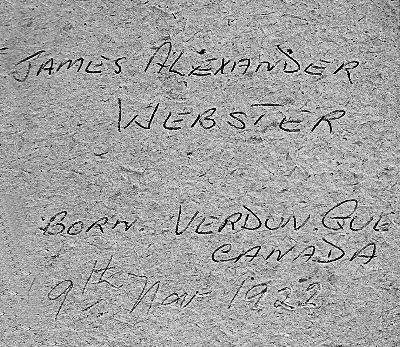 JAMES ALEXANDER
WEBSTER
BORN. VERDUN. QUE
CANADA
9th Nov 1922